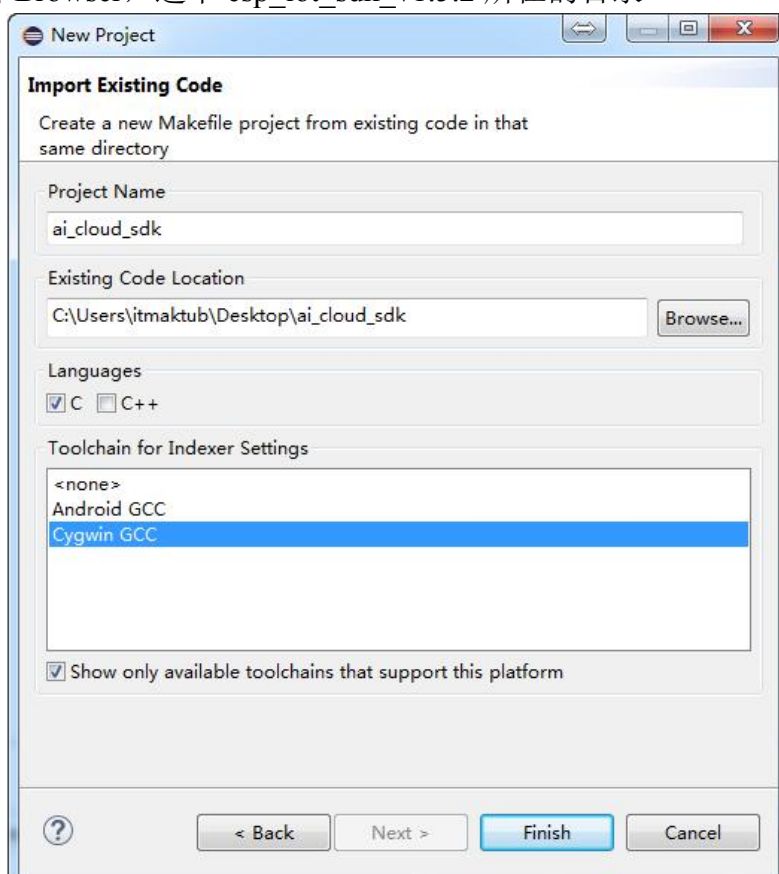 New Project
Import Existing Code
Create a new Makefile project from existing code in that
same directory
Project Name
ai_cloud_sdk
Existing Code Location
C:\Users\itmaktub\Desktop\ai_cloud_sdk
Browse...
Languages
C C++
Toolchain for Indexer Settings
<none>
Android GCC
Cygwin GCC
Show only available toolchains that support this platform
< Back Next > Finish Cancel